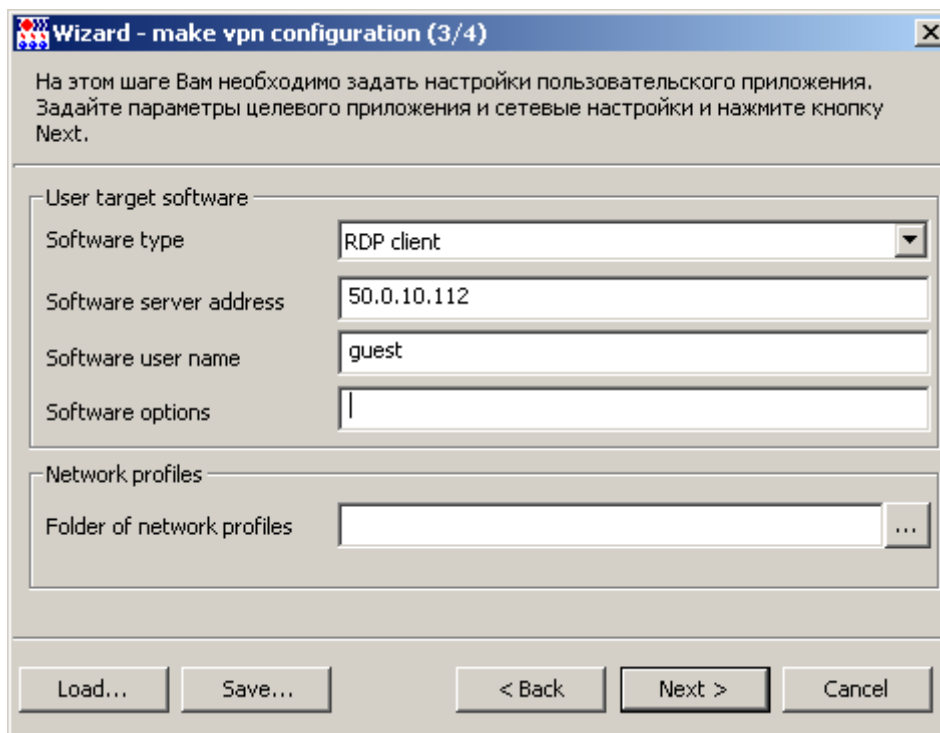 Wizard - make vpn configuration (3/4)
На этом шаге Вам необходимо задать настройки пользовательского приложения.
Задайте параметры целевого приложения и сетевые настройки и нажмите кнопку
Next.
User target software
Software type
RDP client
Software server address
50.0.10.112
Software user name
guest
Software options
Network profiles
Folder of network profiles
...
Load...
Save...
< Back
Next >
Cancel